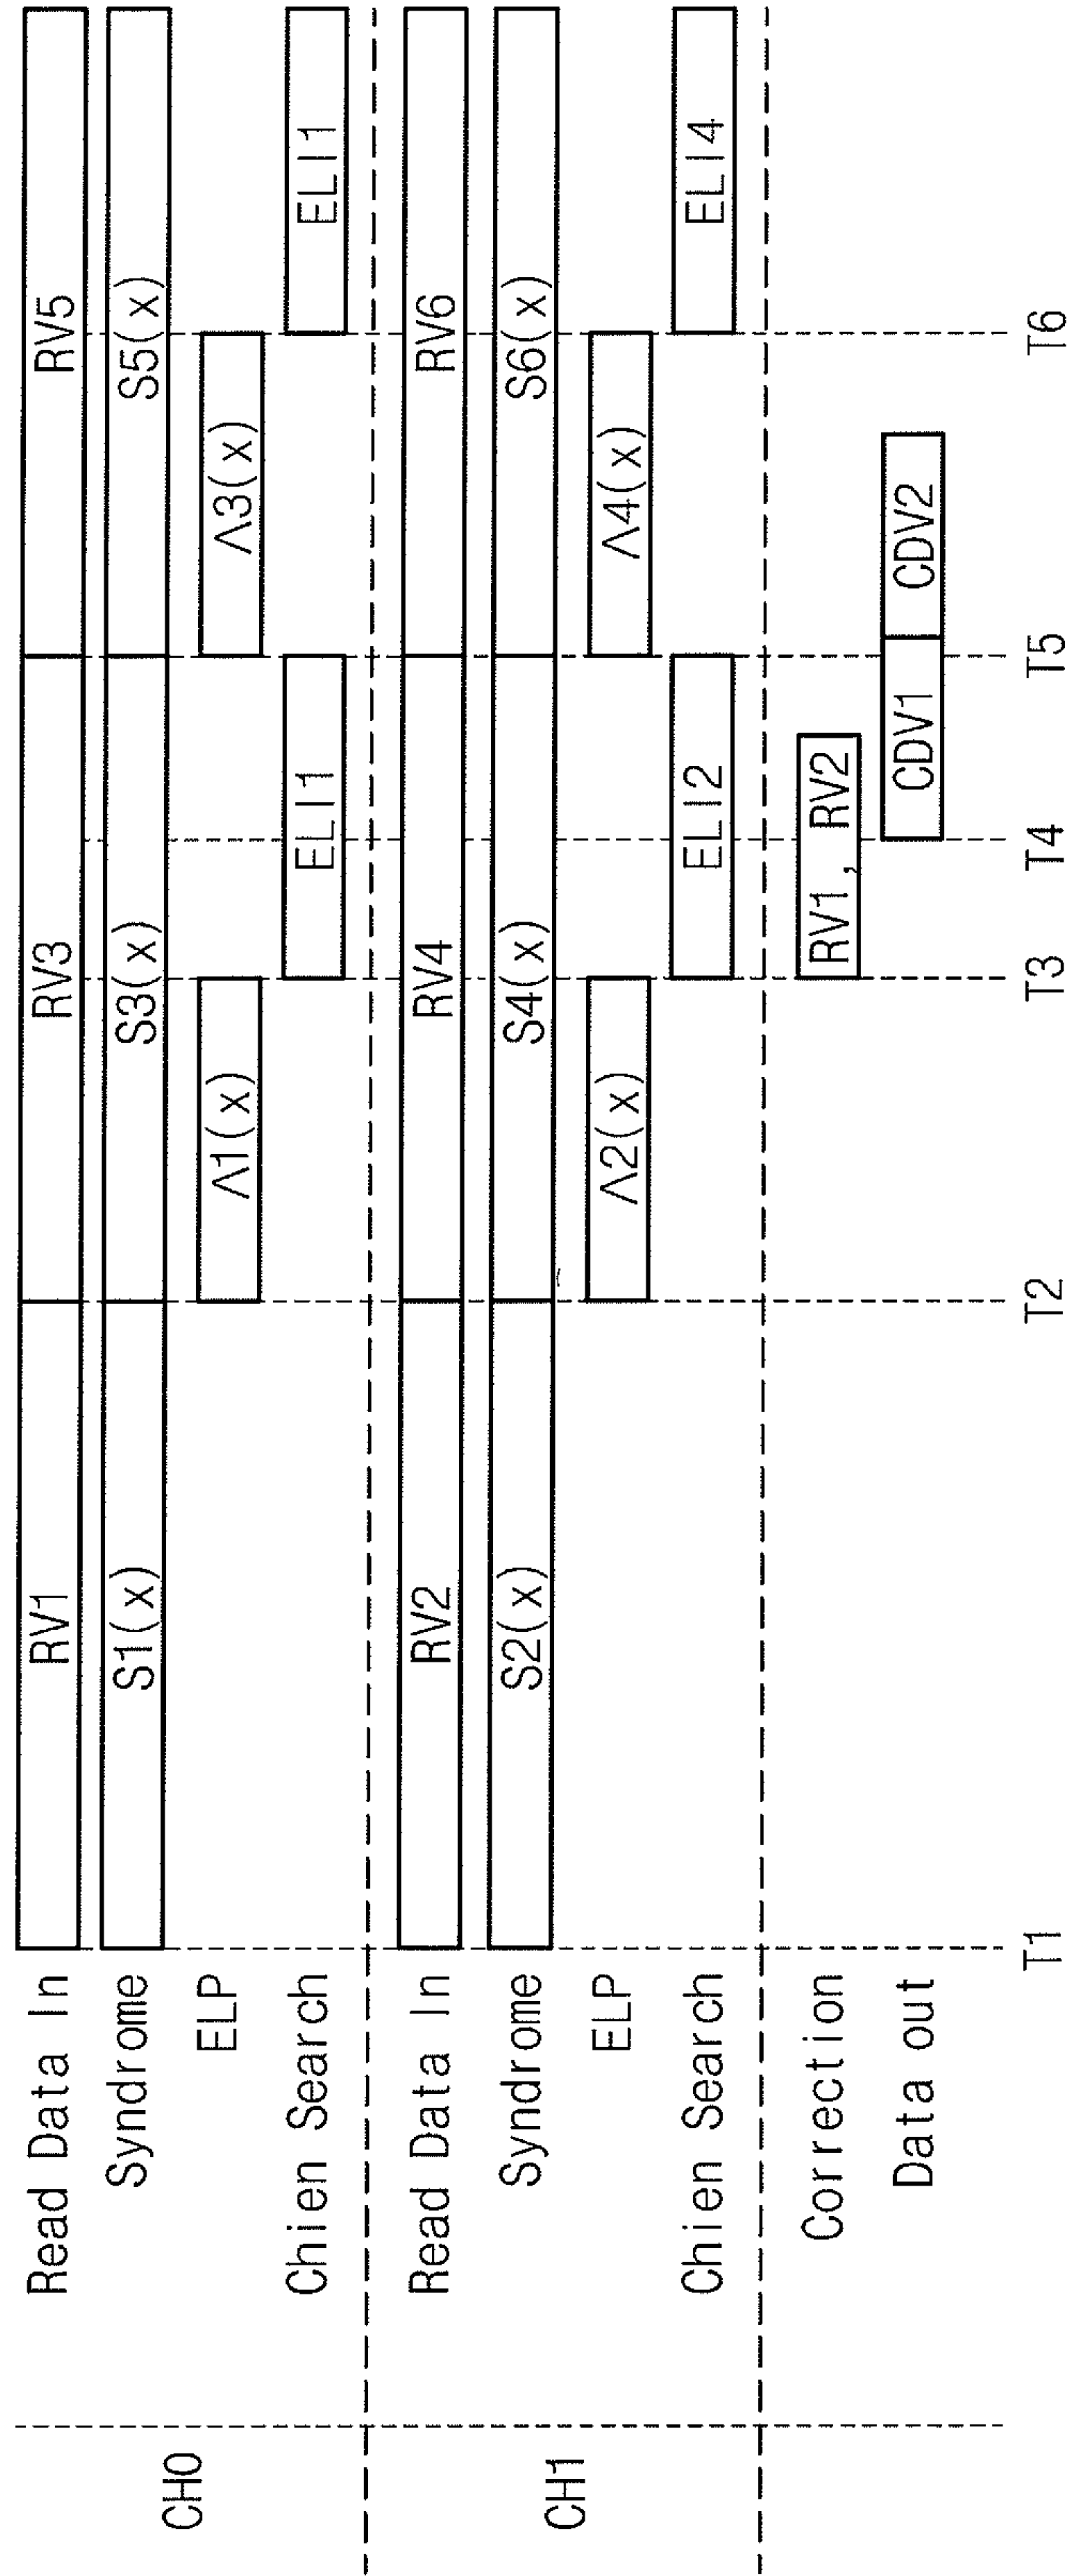 CH0
Read Data In RV1 RV3 RV5
Syndrome S1(x) S3(x) S5(x)
ELP Λ1(x) Λ3(x)
Chien Search ELI1 ELI1
CH1
Read Data In RV2 RV4 RV6
Syndrome S2(x) S4(x) S6(x)
ELP Λ2(x) Λ4(x)
Chien Search ELI2 ELI4
Correction RV1, RV2
Data out CDV1 CDV2
T1 T2 T3 T4 T5 T6